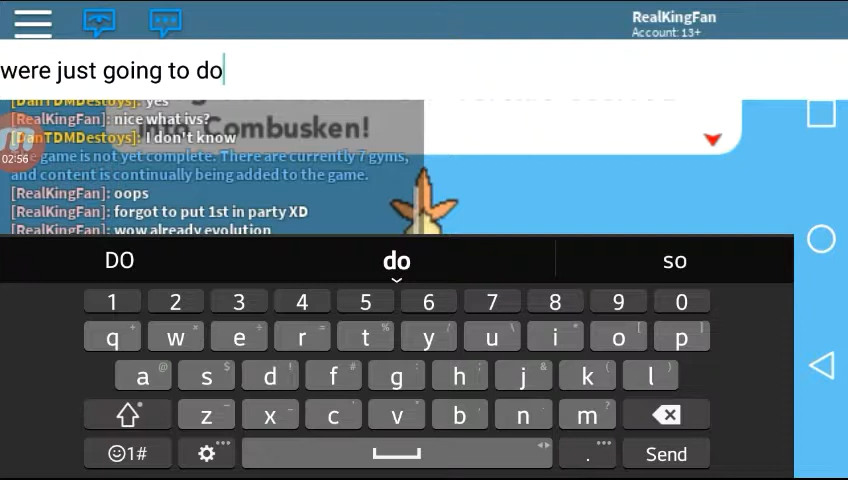 RealKingFan
Account: 13+
were just going to do
[DanTDMDestoys]: yes
[RealKingFan]: nice what ivs?
into Combusken!
[DanTDMDestoys]: I don't know
02:56
game is not yet complete. There are currently 7 gyms,
and content is continually being added to the game.
[RealKingFan]: oops
[RealKingFan]: forgot to put 1st in party XD
[RealKingFan]: wow already evolution
DO do so
1 2 3 4 5 6 7 8 9 0
q w e r t y u i o p
a s d f g h j k l
z x c v b n m
☺1# . Send